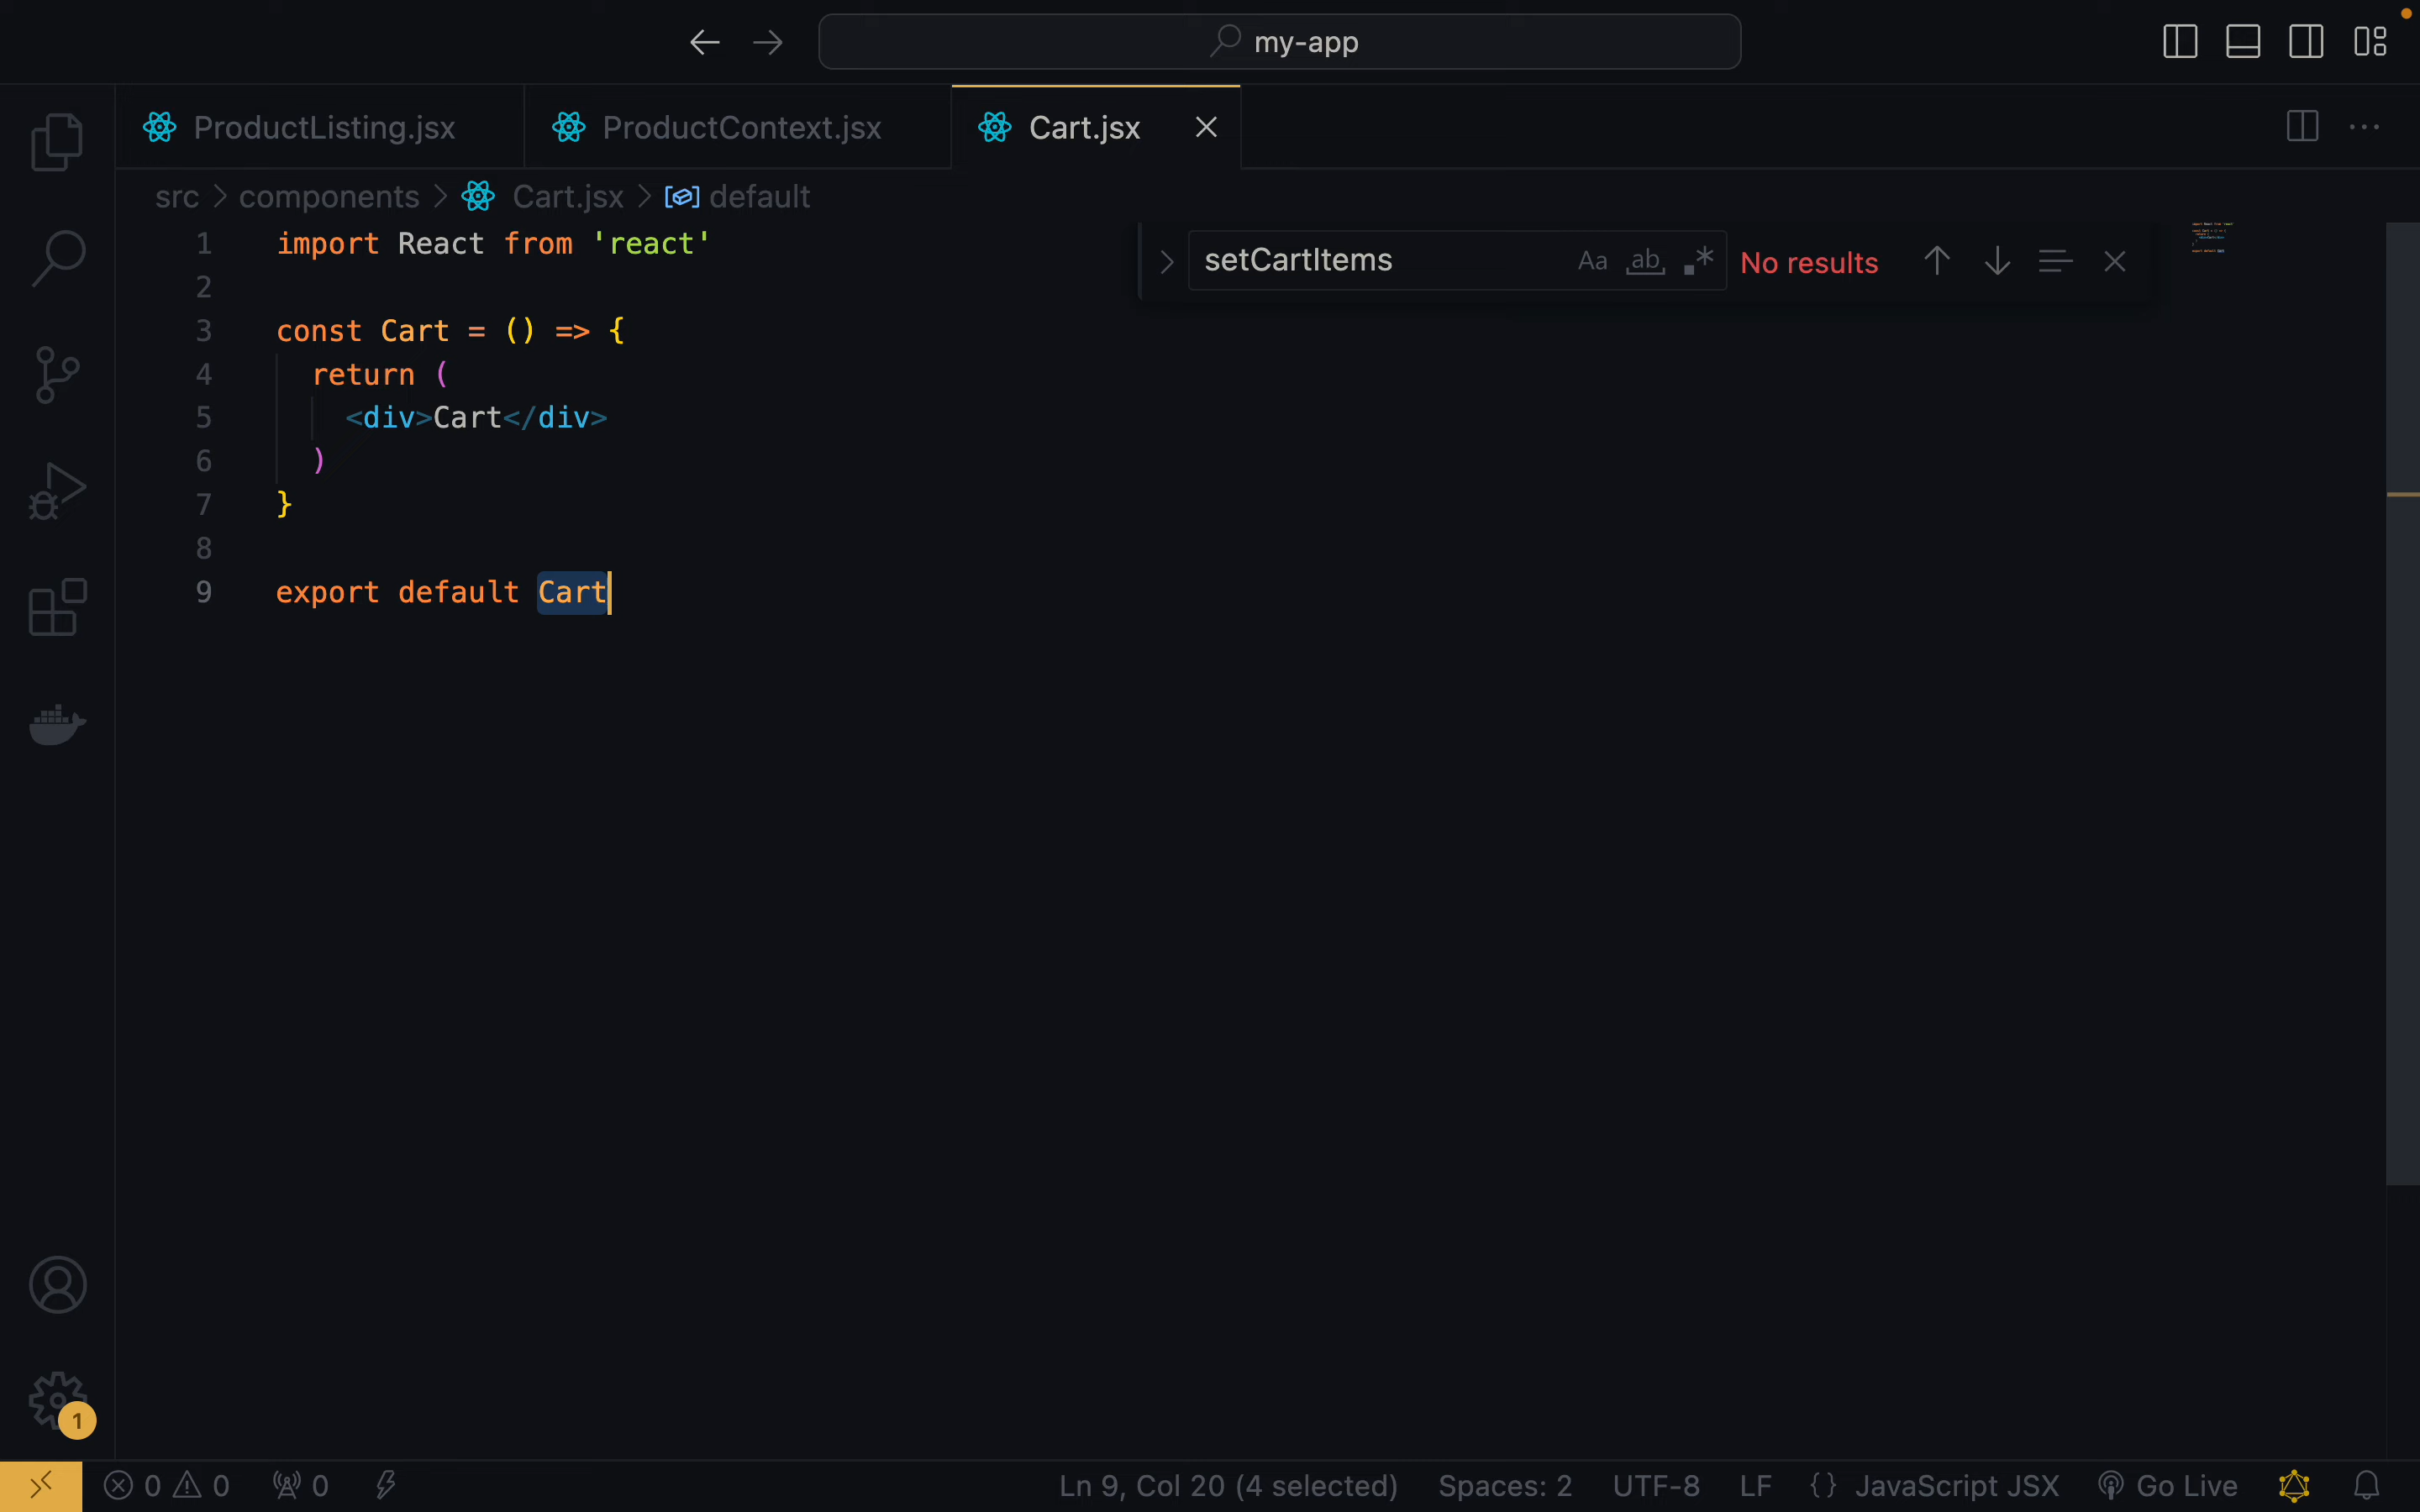 my-app
ProductListing.jsx
ProductContext.jsx
Cart.jsx
src
components
Cart.jsx
default
setCartItems
Aa
ab
.*
No results
1 import React from 'react'
2
3 const Cart = () => {
4 return (
5 <div>Cart</div>
6 )
7 }
8
9 export default Cart
1
0 0 0
Ln 9, Col 20 (4 selected)
Spaces: 2
UTF-8
LF
{} JavaScript JSX
Go Live